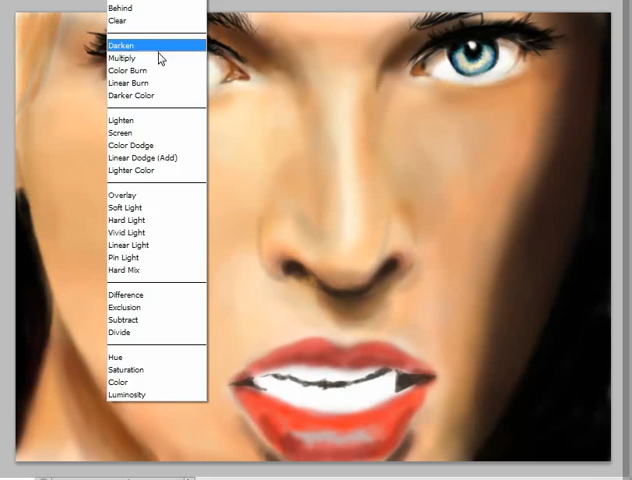 Behind
Clear
Darken
Multiply
Color Burn
Linear Burn
Darker Color
Lighten
Screen
Color Dodge
Linear Dodge (Add)
Lighter Color
Overlay
Soft Light
Hard Light
Vivid Light
Linear Light
Pin Light
Hard Mix
Difference
Exclusion
Subtract
Divide
Hue
Saturation
Color
Luminosity